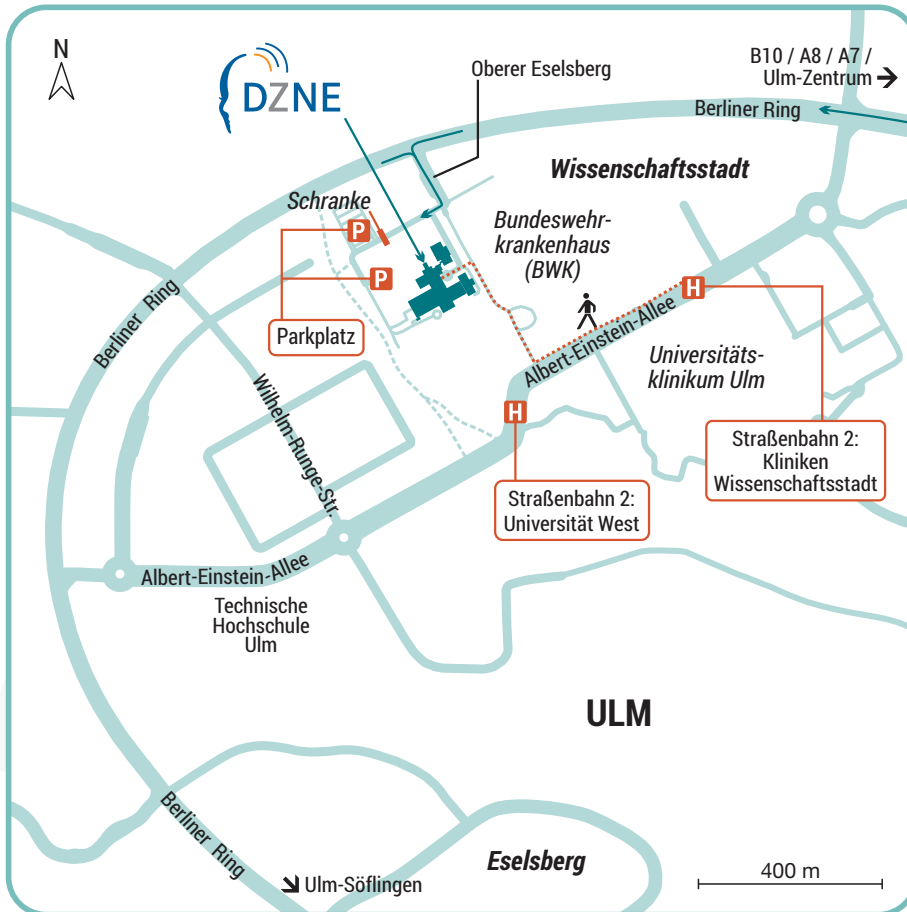 N
DZNE
Oberer Eselsberg
B10 / A8 / A7 /
Ulm-Zentrum
Berliner Ring
Wissenschaftsstadt
Schranke
Bundeswehr-
krankenhaus
(BWK)
P
P
Parkplatz
H
Berliner Ring
Albert-Einstein-Allee
Universitäts-
klinikum Ulm
Wilhelm-Runge-Str.
H
Straßenbahn 2:
Kliniken
Wissenschaftsstadt
Straßenbahn 2:
Universität West
Albert-Einstein-Allee
Technische
Hochschule
Ulm
ULM
Berliner Ring
Eselsberg
Ulm-Söflingen
400 m